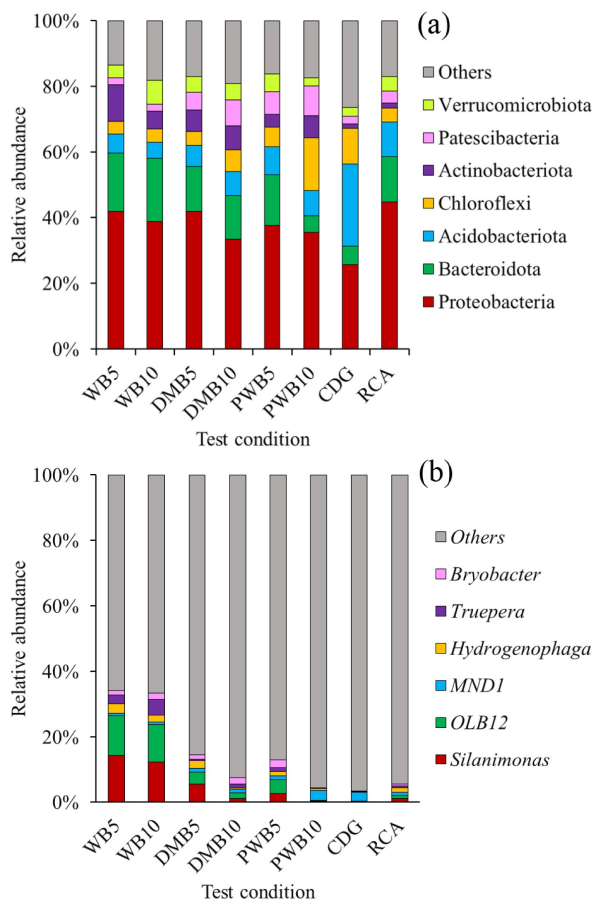 (a)
100%
80%
60%
40%
20%
0%
Relative abundance
Others
Verrucomicrobiota
Patescibacteria
Actinobacteriota
Chloroflexi
Acidobacteriota
Bacteroidota
Proteobacteria
WB5
WB10
DMB5
DMB10
PWB5
PWB10
CDG
RCA
Test condition
(b)
100%
80%
60%
40%
20%
0%
Relative abundance
Others
Bryobacter
Truepera
Hydrogenophaga
MND1
OLB12
Silanimonas
WB5
WB10
DMB5
DMB10
PWB5
PWB10
CDG
RCA
Test condition